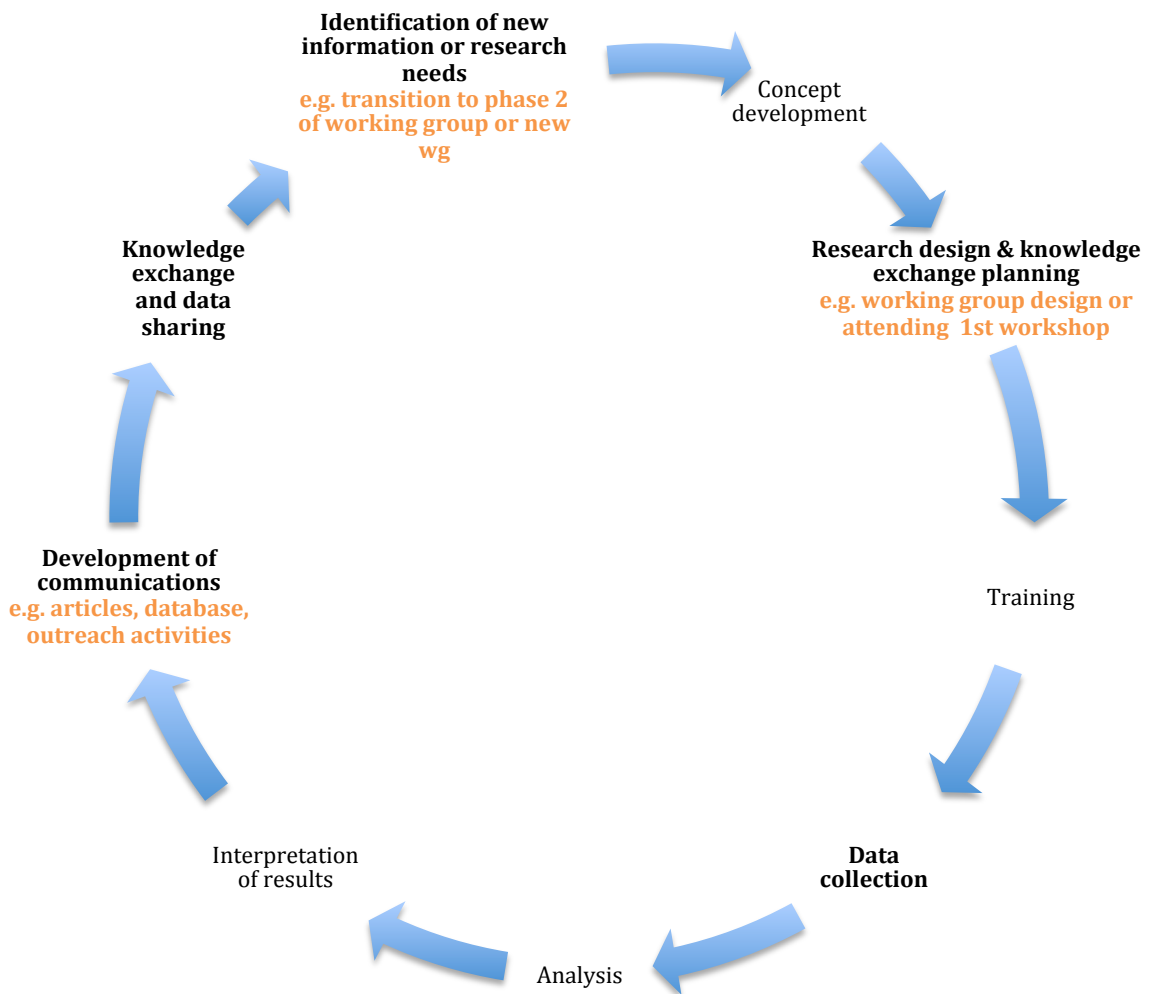 Identification of new
information or research
needs
e.g. transition to phase 2
of working group or new
wg
Concept
development
Research design & knowledge
exchange planning
e.g. working group design or
attending 1st workshop
Training
Data
collection
Analysis
Interpretation
of results
Development of
communications
e.g. articles, database,
outreach activities
Knowledge
exchange
and data
sharing